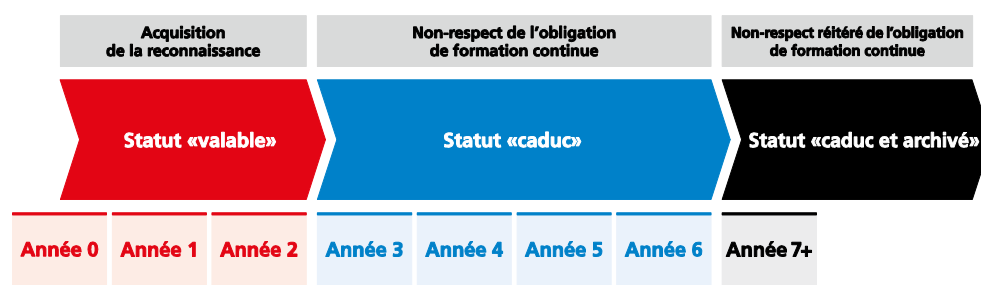 Acquisition
de la reconnaissance
Non-respect de l’obligation
de formation continue
Non-respect réitéré de l’obligation
de formation continue
Statut «valable»
Statut «caduc»
Statut «caduc et archivé»
Année 0
Année 1
Année 2
Année 3
Année 4
Année 5
Année 6
Année 7+